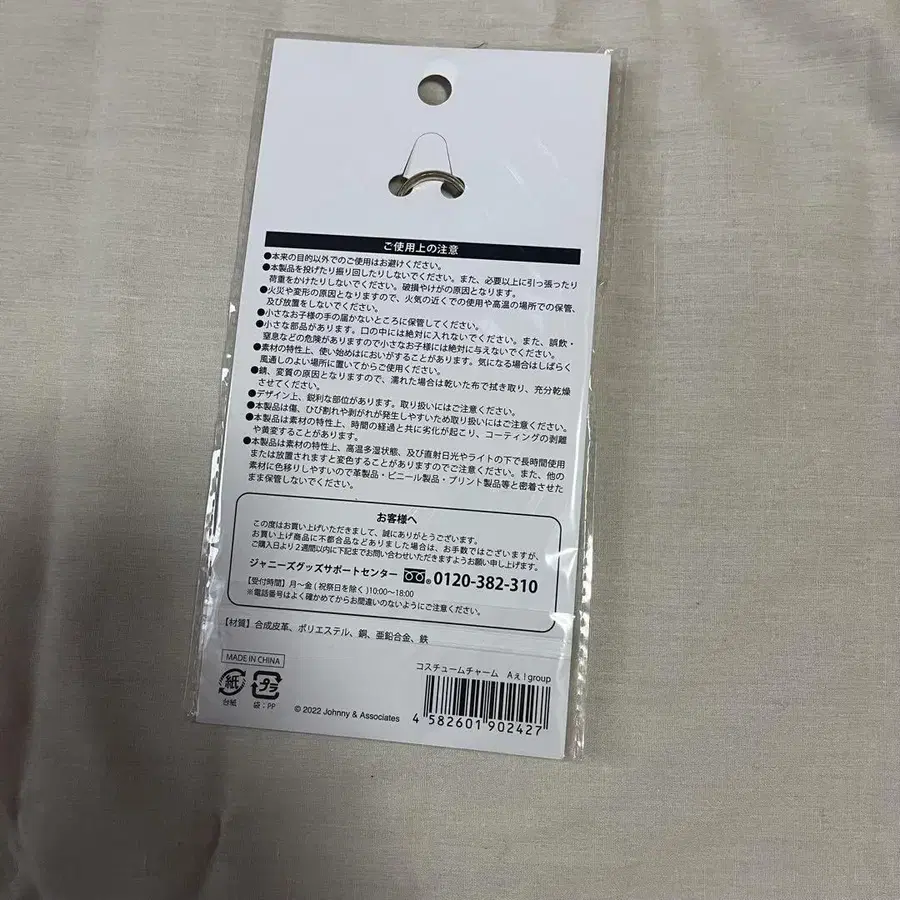 ご使用上の注意
●本来の目的以外でのご使用はお避けください。
●本製品を投げたり振り回したりしないでください。また、必要以上に引っ張ったり
荷重をかけたりしないでください。破損やけがの原因となります。
●火災や変形の原因となりますので、火気の近くでの使用や高温の場所での保管、
及び放置をしないでください。
●小さなお子様の手の届かないところに保管してください。
●小さな部品があります。口の中には絶対に入れないでください。また、誤飲・
窒息などの危険がありますので小さなお子様には絶対に与えないでください。
●素材の特性上、使い始めはにおいがすることがあります。気になる場合はしばらく
風通しのよい場所に置いてからご使用ください。
●錆、変質の原因となりますので、濡れた場合は乾いた布で拭き取り、充分乾燥
させてください。
●デザイン上、鋭利な部位があります。取り扱いにはご注意ください。
●本製品は傷、ひび割れや剥がれが発生しやすいため取り扱いにはご注意ください。
●本製品は素材の特性上、時間の経過と共に劣化が起こり、コーティングの剥離
や黄変することがあります。
●本製品は素材の特性上、高温多湿状態、及び直射日光やライトの下で長時間使用
または放置されますと変色することがありますのでご注意ください。また、他の
素材に色移りしやすいので革製品・ビニール製品・プリント製品等と密着させた
まま保管しないでください。
お客様へ
この度はお買い上げいただきまして、誠にありがとうございます。
お買い上げ商品に不都合品などありました場合は、お手数ではございますが、
ご購入日より2週間以内に下記までお問い合わせいただきますようお願い申し上げます。
ジャニーズグッズサポートセンター 0120-382-310
【受付時間】月～金(祝祭日を除く)10:00～18:00
※電話番号はよく確かめてからお間違いのないようにご注意ください。
【材質】合成皮革、ポリエステル、銅、亜鉛合金、鉄
MADE IN CHINA
紙
台紙
プラ
袋:PP
© 2022 Johnny & Associates
コスチュームチャーム Aぇ! group
4 582601 902427